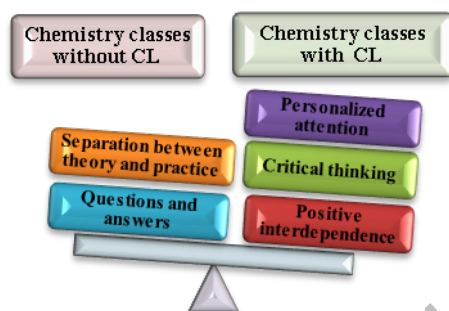 Chemistry classes
without CL
Chemistry classes
with CL
Personalized
attention
Separation between
theory and practice
Critical thinking
Questions and
answers
Positive
interdependence